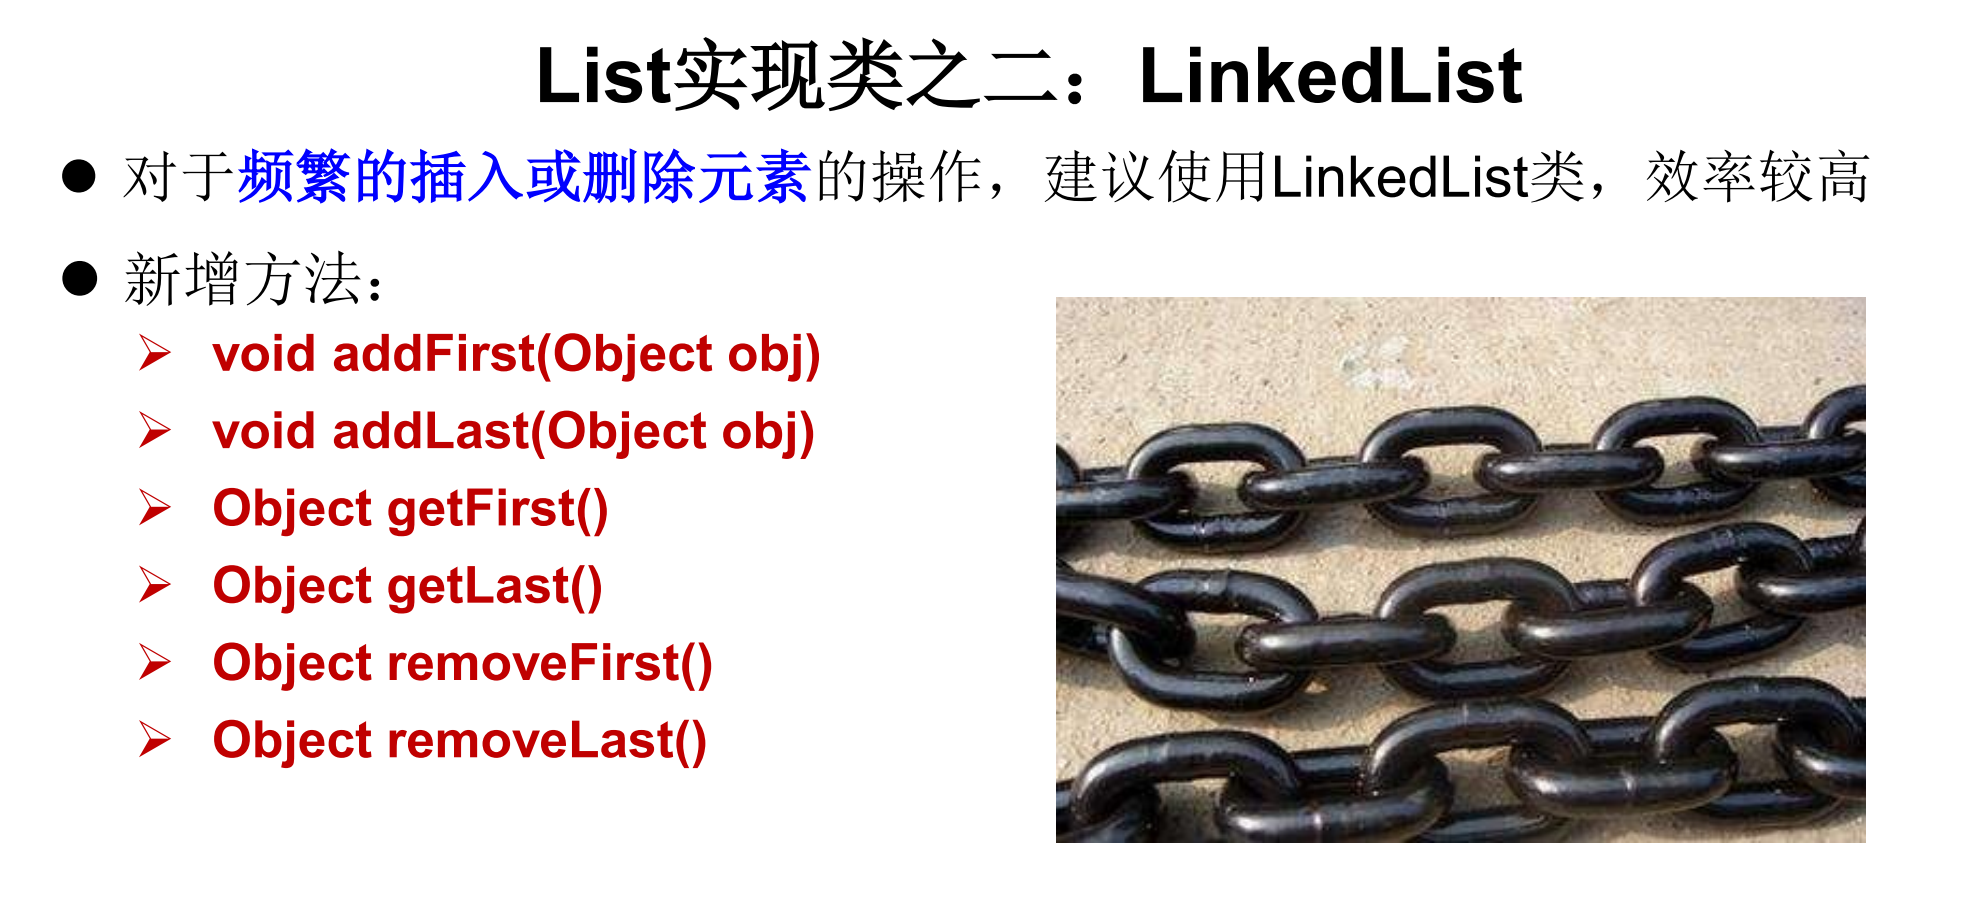 List实现类之二：LinkedList
● 对于频繁的插入或删除元素的操作，建议使用LinkedList类，效率较高
● 新增方法：
➢ void addFirst(Object obj)
➢ void addLast(Object obj)
➢ Object getFirst()
➢ Object getLast()
➢ Object removeFirst()
➢ Object removeLast()